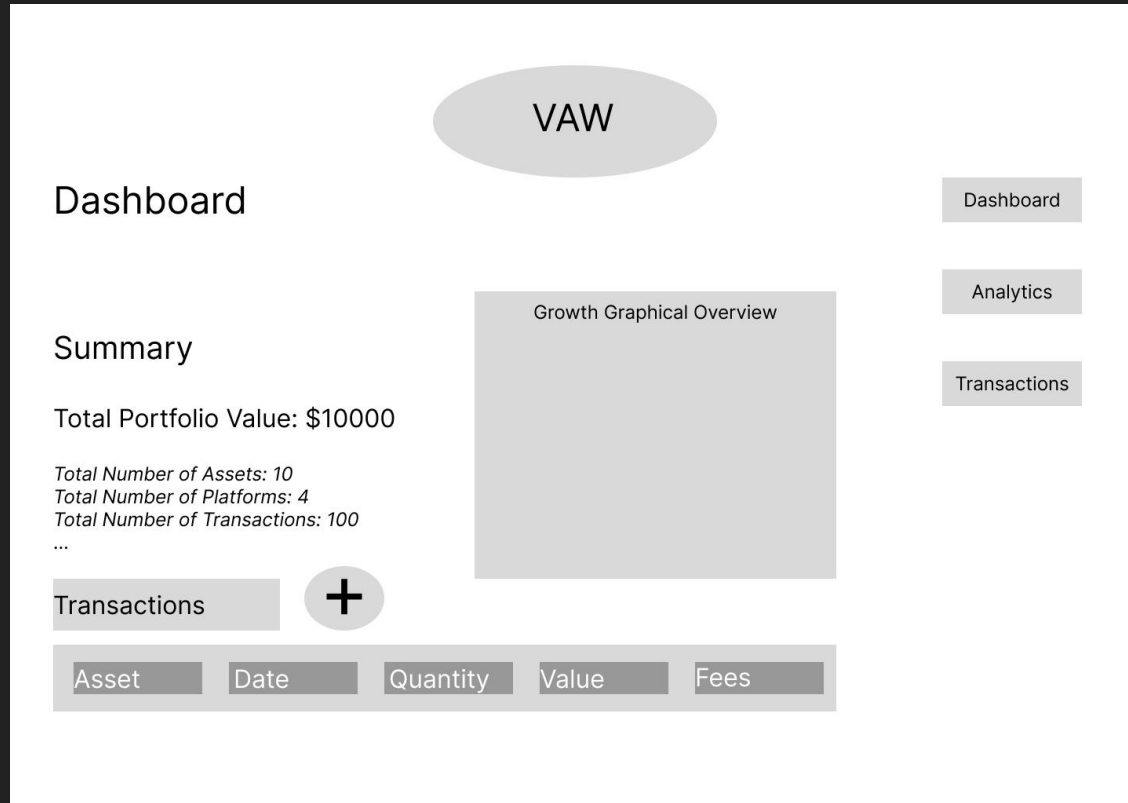 VAW
Dashboard
Dashboard
Analytics
Transactions
Growth Graphical Overview
Summary
Total Portfolio Value: $10000
Total Number of Assets: 10
Total Number of Platforms: 4
Total Number of Transactions: 100
...
Transactions
+
Asset Date Quantity Value Fees